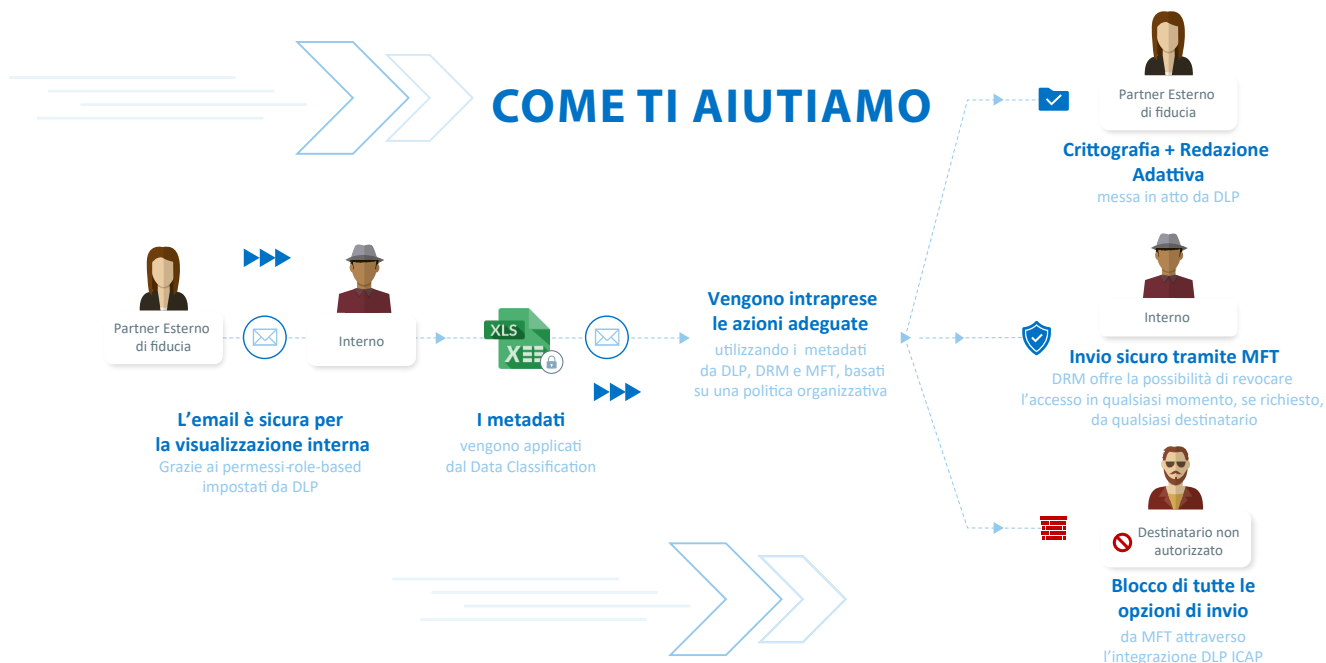 COME TI AIUTIAMO
Partner Esterno
di fiducia
Interno
L'email è sicura per
la visualizzazione interna
Grazie ai permessi-role-based
impostati da DLP
XLS
X
I metadati
vengono applicati
dal Data Classification
Vengono intraprese
le azioni adeguate
utilizzando i metadati
da DLP, DRM e MFT, basati
su una politica organizzativa
Partner Esterno
di fiducia
Crittografia + Redazione
Adattiva
messa in atto da DLP
Interno
Invio sicuro tramite MFT
DRM offre la possibilità di revocare
l'accesso in qualsiasi momento, se richiesto,
da qualsiasi destinatario
Destinatario non
autorizzato
Blocco di tutte le
opzioni di invio
da MFT attraverso
l'integrazione DLP ICAP